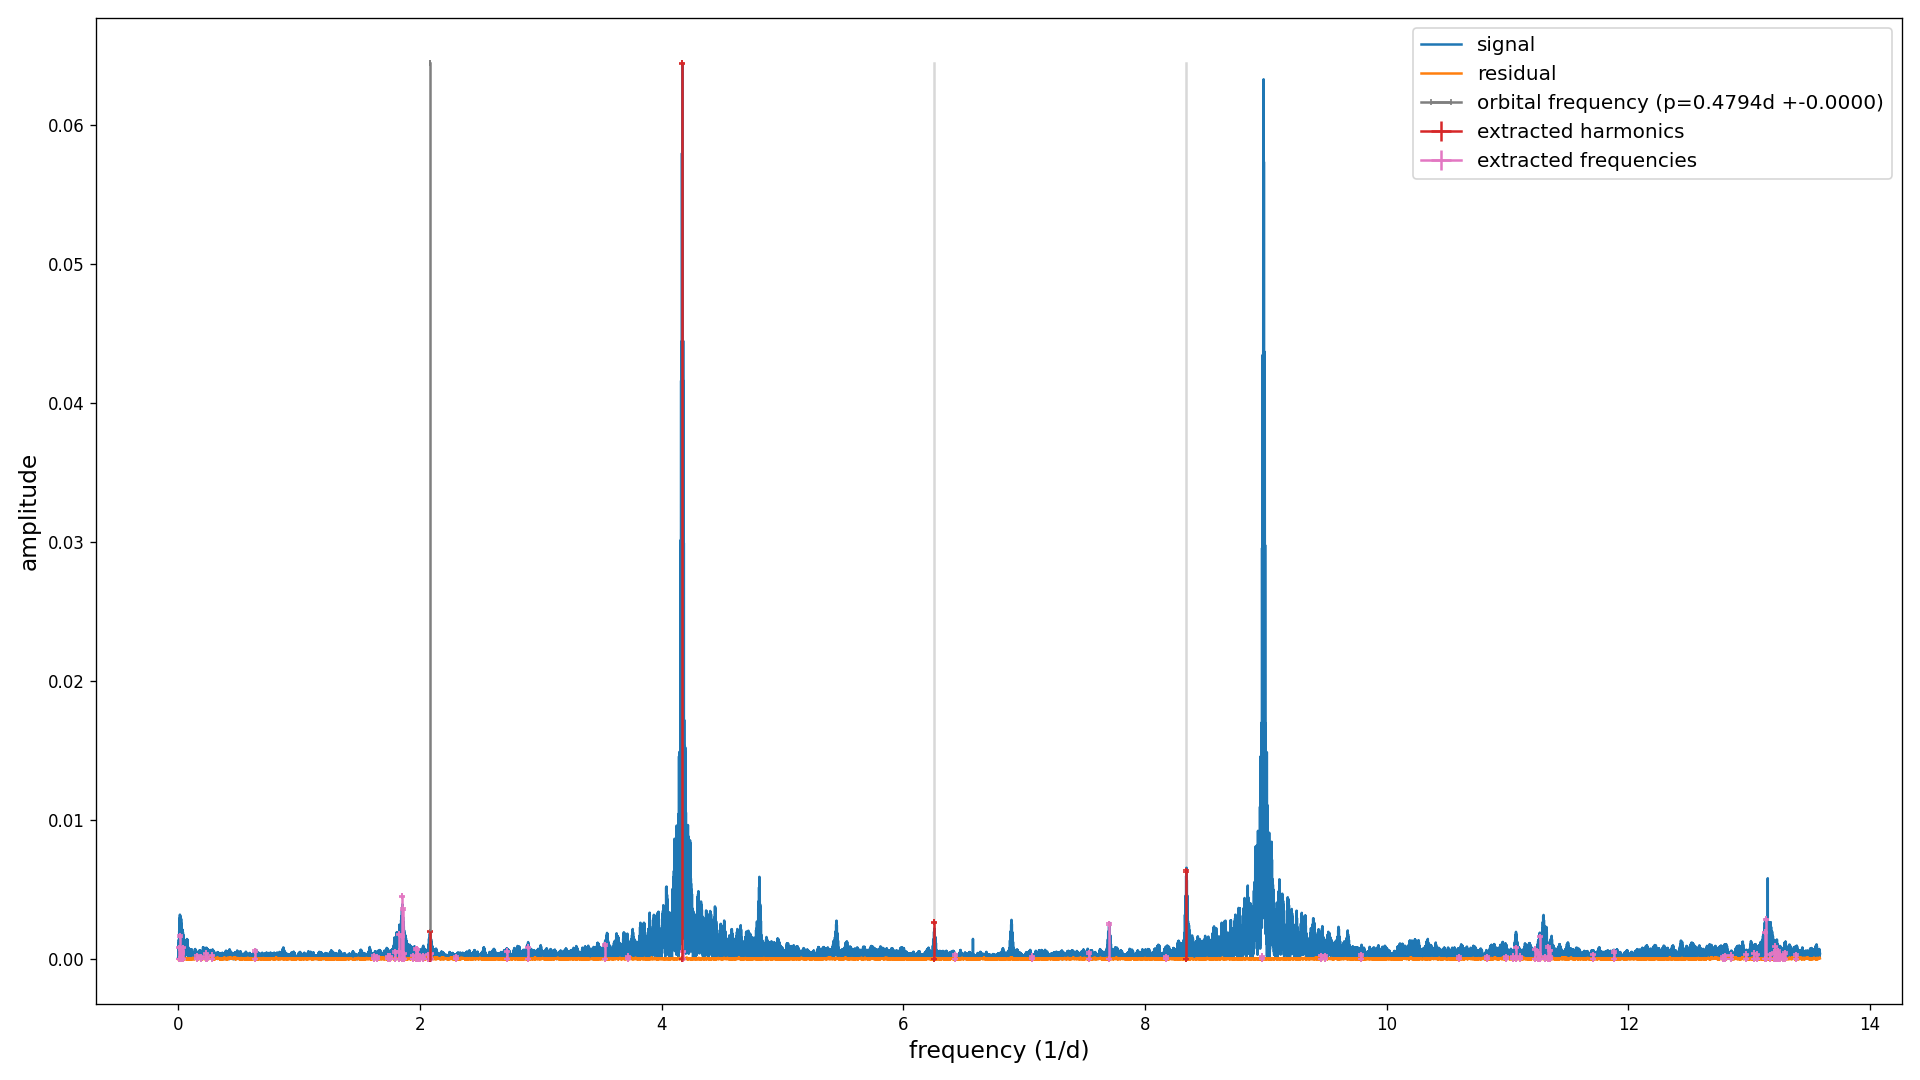 signal
residual
orbital frequency (p=0.4794d +-0.0000)
extracted harmonics
extracted frequencies
0.06
0.05
0.04
0.03
0.02
0.01
0.00
amplitude
0 2 4 6 8 10 12 14
frequency (1/d)